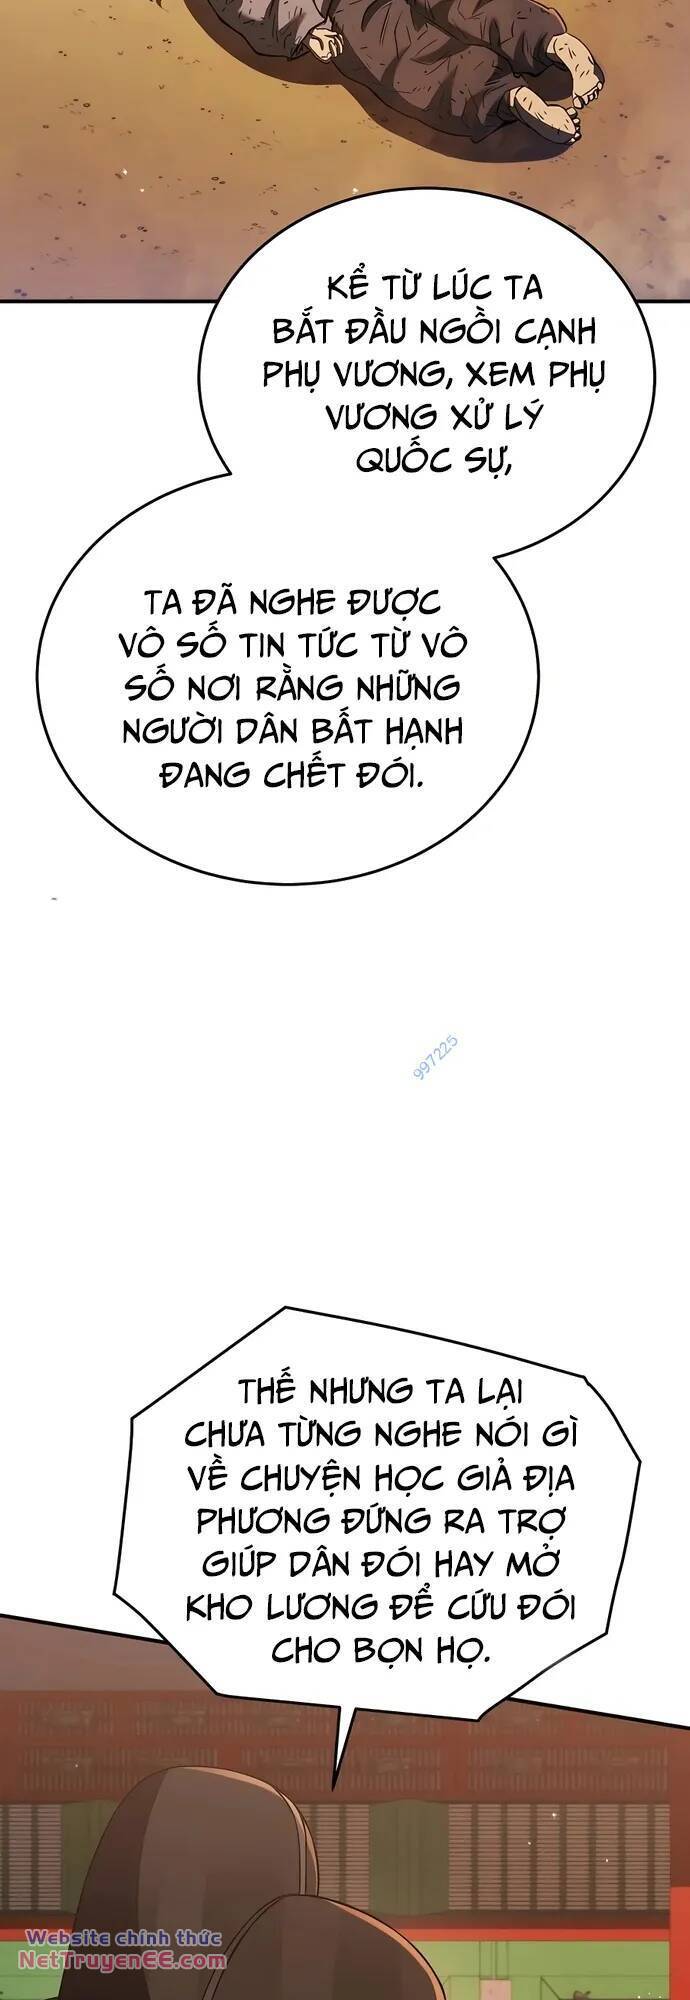 KỂ TỪ LÚC TA
BẮT ĐẦU NGỒI CẠNH
PHỤ VƯƠNG, XEM PHỤ
VƯƠNG XỬ LÝ
QUỐC SỰ,
TA ĐÃ NGHE ĐƯỢC
VÔ SỐ TIN TỨC TỪ VÔ
SỐ NƠI RẰNG NHỮNG
NGƯỜI DÂN BẤT HẠNH
ĐANG CHẾT ĐÓI.
997225
THẾ NHƯNG TA LẠI
CHƯA TỪNG NGHE NÓI GÌ
VỀ CHUYỆN HỌC GIẢ ĐỊA
PHƯƠNG ĐỨNG RA TRỢ
GIÚP DÂN ĐÓI HAY MỞ
KHO LƯƠNG ĐỂ CỨU ĐÓI
CHO BỌN HỌ.
Website chính thức
NetTruyenEE.com